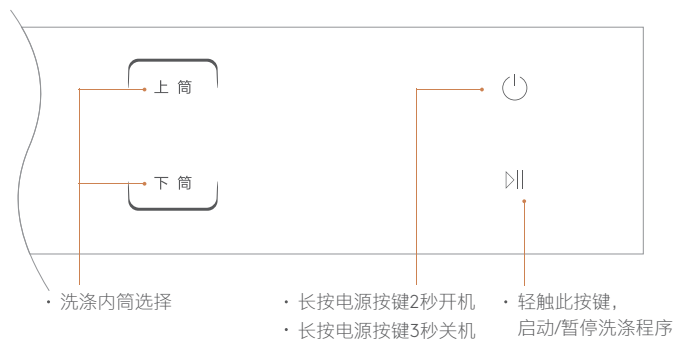 上筒
下筒
· 洗涤内筒选择
· 长按电源按键2秒开机
· 长按电源按键3秒关机
· 轻触此按键，
启动/暂停洗涤程序